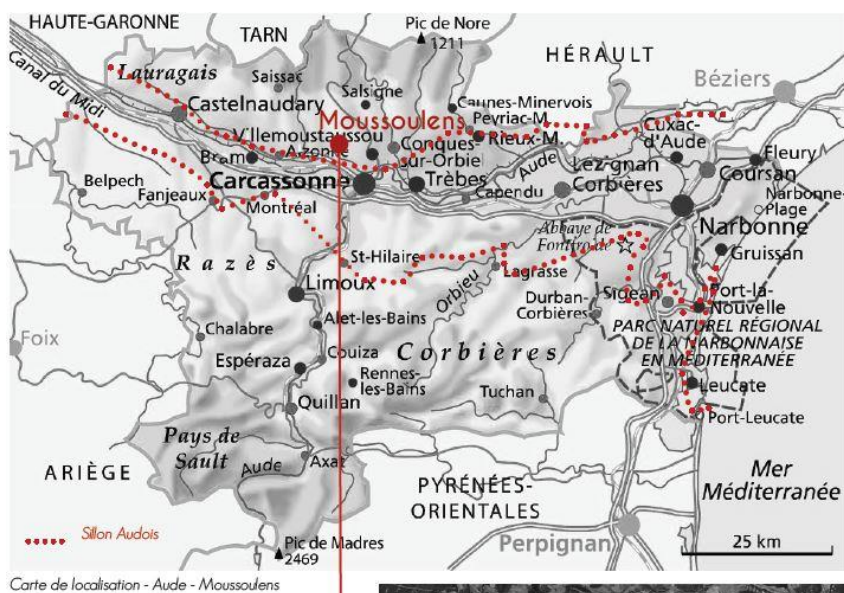 HAUTE-GARONNE
TARN
Pic de Nore
1211
HÉRAULT
Lauragais
Saissac
Salsigne
Béziers
Canal du Midi
Castelnaudary
Moussoulens
Caunes-Minervois
Peyriac-M.
Rieux-M.
Cuxac-
d'Aude
V'llemoustaussou
Bram
Azonne
Conques-
sur-Orbiel
Aude
Lez-gnan
Corbières
Fleury
Coursan
Belpech
Fanjeaux
Carcassonne
Trèbes
Capendu
Narbonne-
Plage
Montréal
Narbonne
Razès
St-Hilaire
Abbaye de
Gruissan
Limoux
Orbieu
Lagrasse
Sigean
Port-la-
Nouvelle
Durban-
Corbières
Chalabre
Alet-les-Bains
PARC NATUREL RÉGIONAL
DE LA NARBONNAISE
EN MÉDITERRANÉE
Foix
Espéraza
Couiza
Corbières
Rennes-
les-Bains
Leucate
Quillan
Tuchan
Port-Leucate
Pays de
Sault
Aude
Axat
ARIÈGE
PYRÉNÉES-
ORIENTALES
Mer
Méditerranée
Sillon Audois
Pic de Madres
2469
Perpignan
25 km
Carte de localisation - Aude - Moussoulens